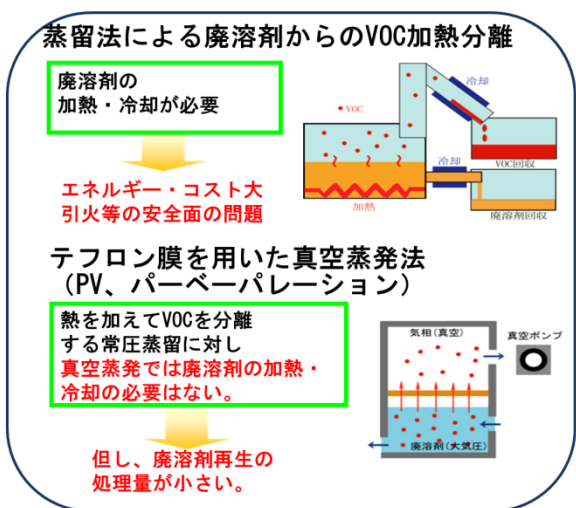 蒸留法による廃溶剤からのVOC加熱分離
廃溶剤の
加熱・冷却が必要
エネルギー・コスト大
引火等の安全面の問題
VOC
冷却
加熱
冷却
VOC回収
廃溶剤回収
テフロン膜を用いた真空蒸発法
（PV、パーベーパレーション）
熱を加えてVOCを分離
する常圧蒸留に対し
真空蒸発では廃溶剤の加熱・
冷却の必要はない。
但し、廃溶剤再生の
処理量が小さい。
気相(真空)
真空ポンプ
廃溶剤(大気圧)